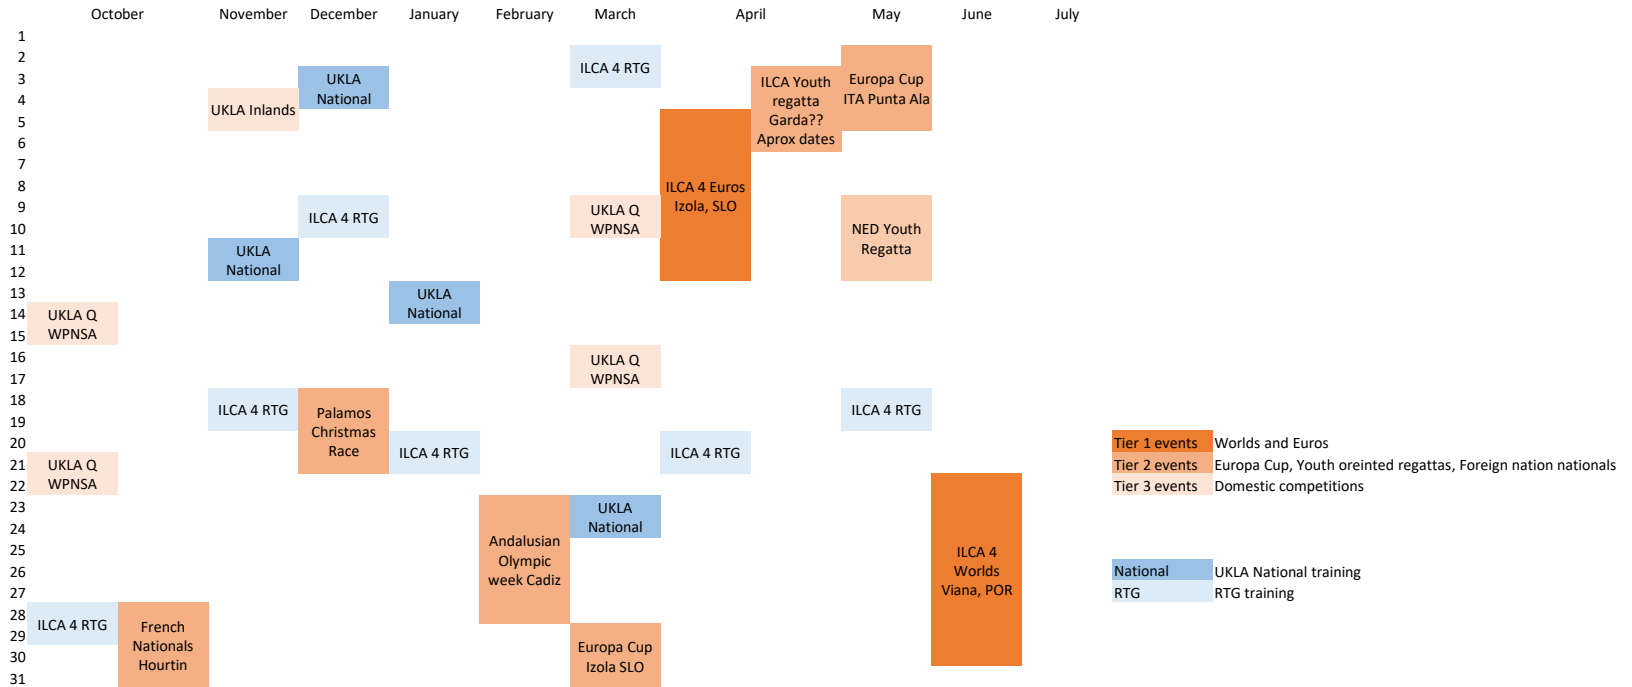 October November December January February March April May June July
1
2
3
4
5
6
7
8
9
10
11
12
13
14
15
16
17
18
19
20
21
22
23
24
25
26
27
28
29
30
31
UKLA Q
WPNSA
UKLA Q
WPNSA
ILCA 4 RTG
French
Nationals
Hourtin
UKLA Inlands
UKLA
National
ILCA 4 RTG
UKLA
National
ILCA 4 RTG
Palamos
Christmas
Race
UKLA
National
ILCA 4 RTG
Andalusian
Olympic
week Cadiz
ILCA 4 RTG
UKLA Q
WPNSA
UKLA Q
WPNSA
UKLA
National
Europa Cup
Izola SLO
ILCA 4 Euros
Izola, SLO
ILCA 4 RTG
ILCA Youth
regatta
Garda??
Aprox dates
Europa Cup
ITA Punta Ala
NED Youth
Regatta
ILCA 4 RTG
ILCA 4
Worlds
Viana, POR
Tier 1 events Worlds and Euros
Tier 2 events Europa Cup, Youth oreinted regattas, Foreign nation nationals
Tier 3 events Domestic competitions
National UKLA National training
RTG RTG training